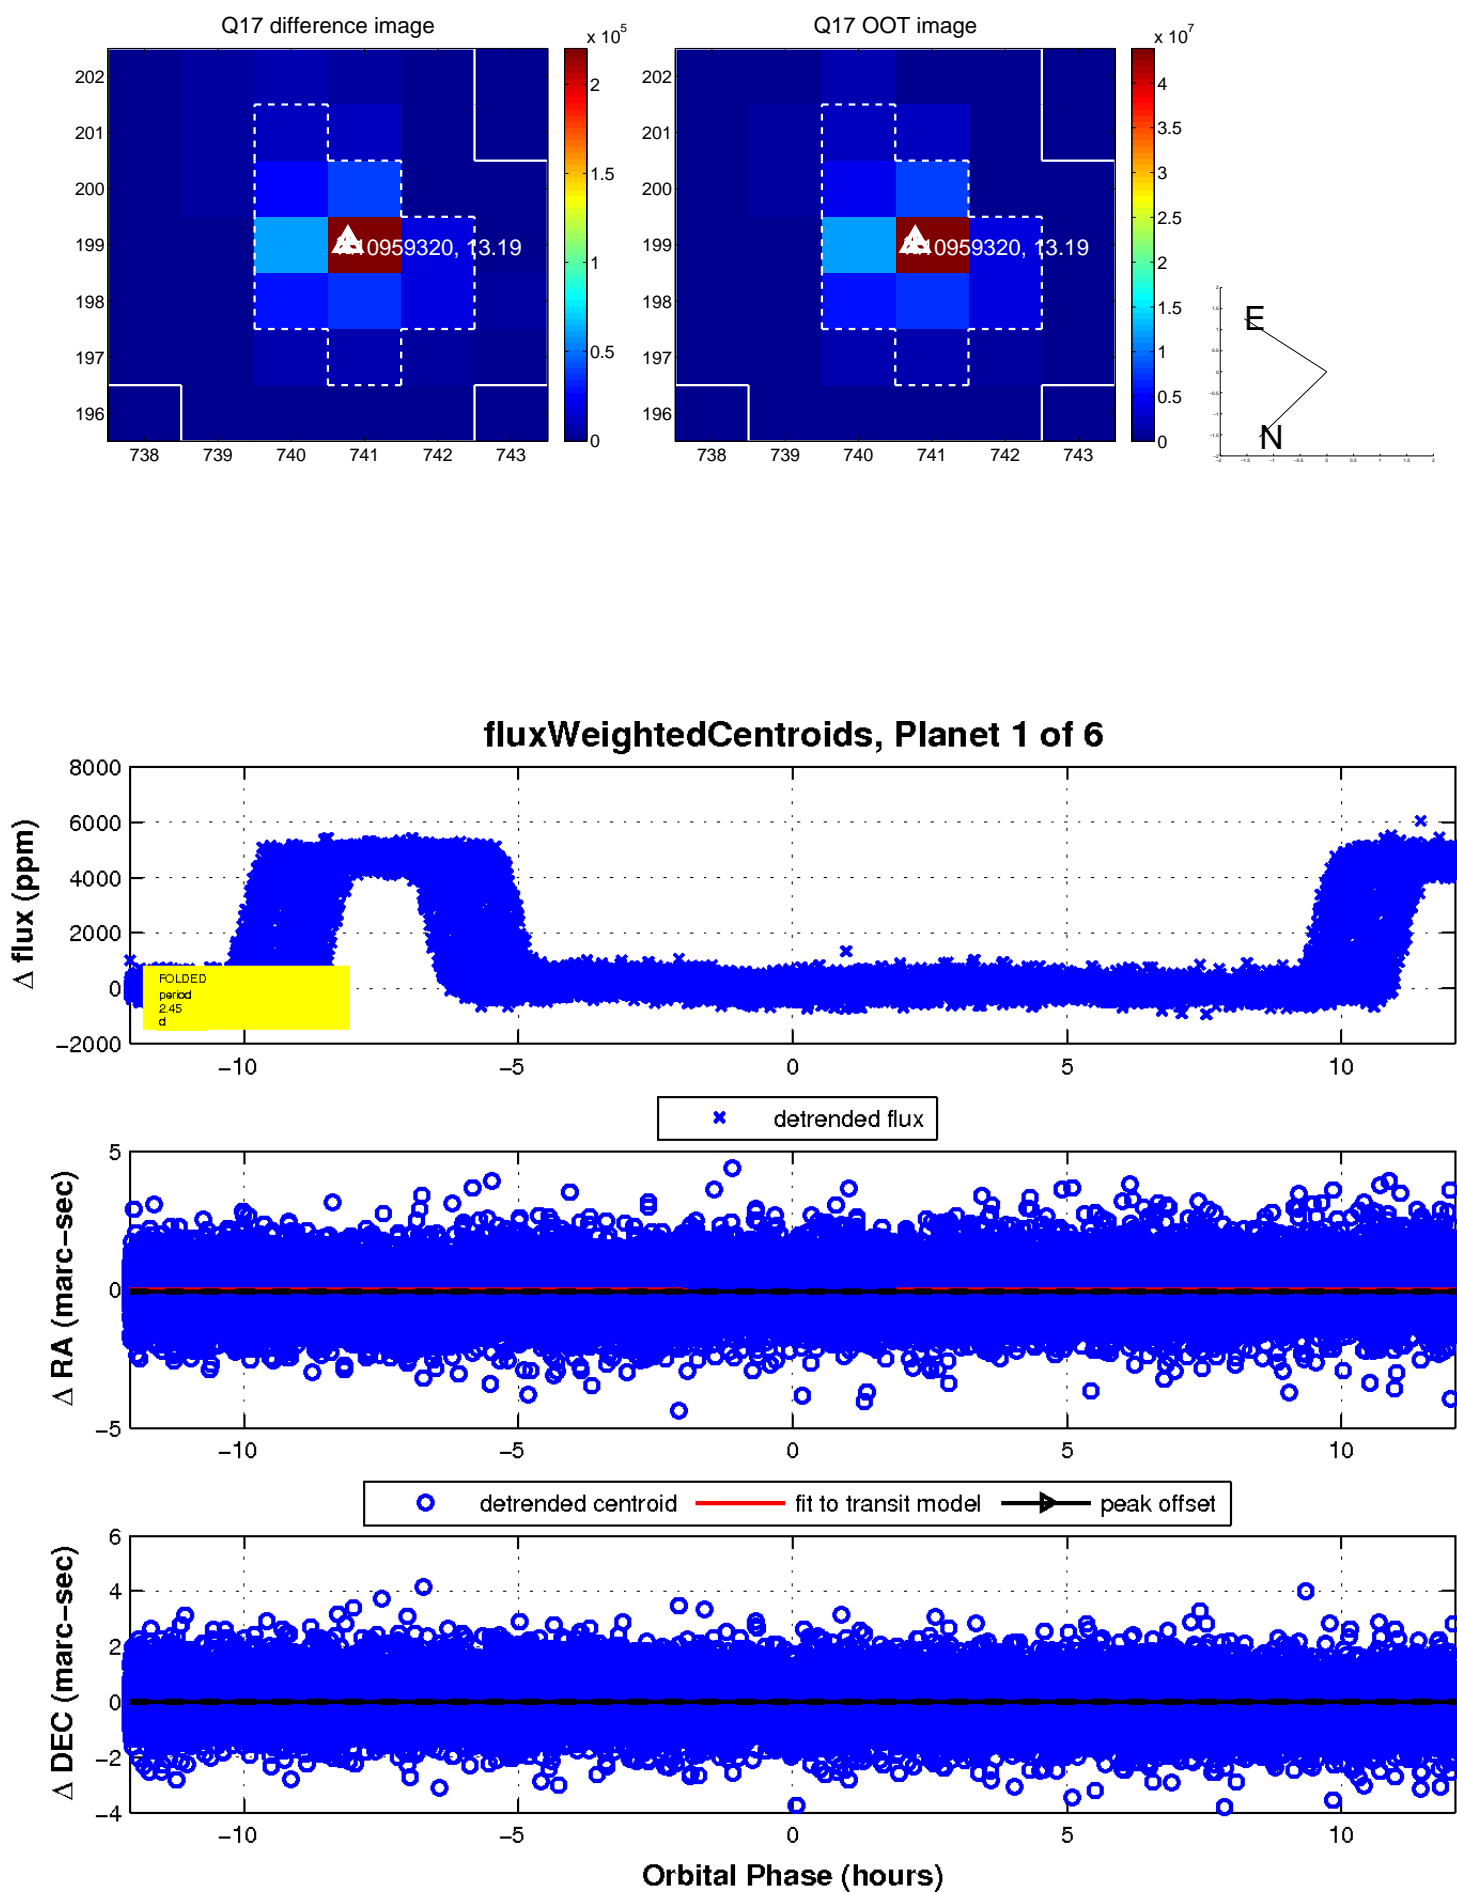 Q17 difference image
Q17 OOT image
x 10^5
x 10^7
202
201
200
199
198
197
196
738 739 740 741 742 743
2
1.5
1
0.5
0
10959320, 13.19
202
201
200
199
198
197
196
738 739 740 741 742 743
4
3.5
3
2.5
2
1.5
1
0.5
0
10959320, 13.19
E
N
fluxWeightedCentroids, Planet 1 of 6
Δ flux (ppm)
8000
6000
4000
2000
0
−2000
FOLDED
period
2.45
d
−10 −5 0 5 10
detrended flux
Δ RA (marc−sec)
5
0
−5
−10 −5 0 5 10
detrended centroid fit to transit model peak offset
Δ DEC (marc−sec)
6
4
2
0
−2
−4
−10 −5 0 5 10
Orbital Phase (hours)